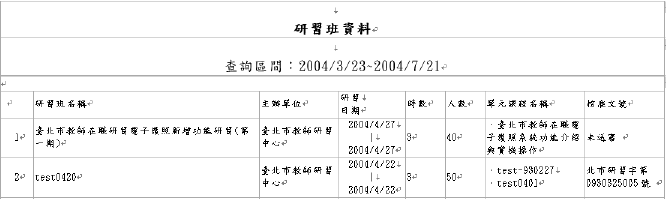 研習班資料
查詢區間：2004/3/23~2004/7/21
研習班名稱 主辦單位 研習日期 時數 人數 單元課程名稱 核准文號
1 臺北市教師在職研習電子護照新增功能研習(第一期) 臺北市教師研習中心 2004/4/27 | 2004/4/27 3 40 ·臺北市教師在職電子護照系統功能介紹與實機操作 未送審
2 test0420 臺北市教師研習中心 2004/4/22 | 2004/4/23 3 50 ·test-930227 ·test0401 北市研習字第0930325005號